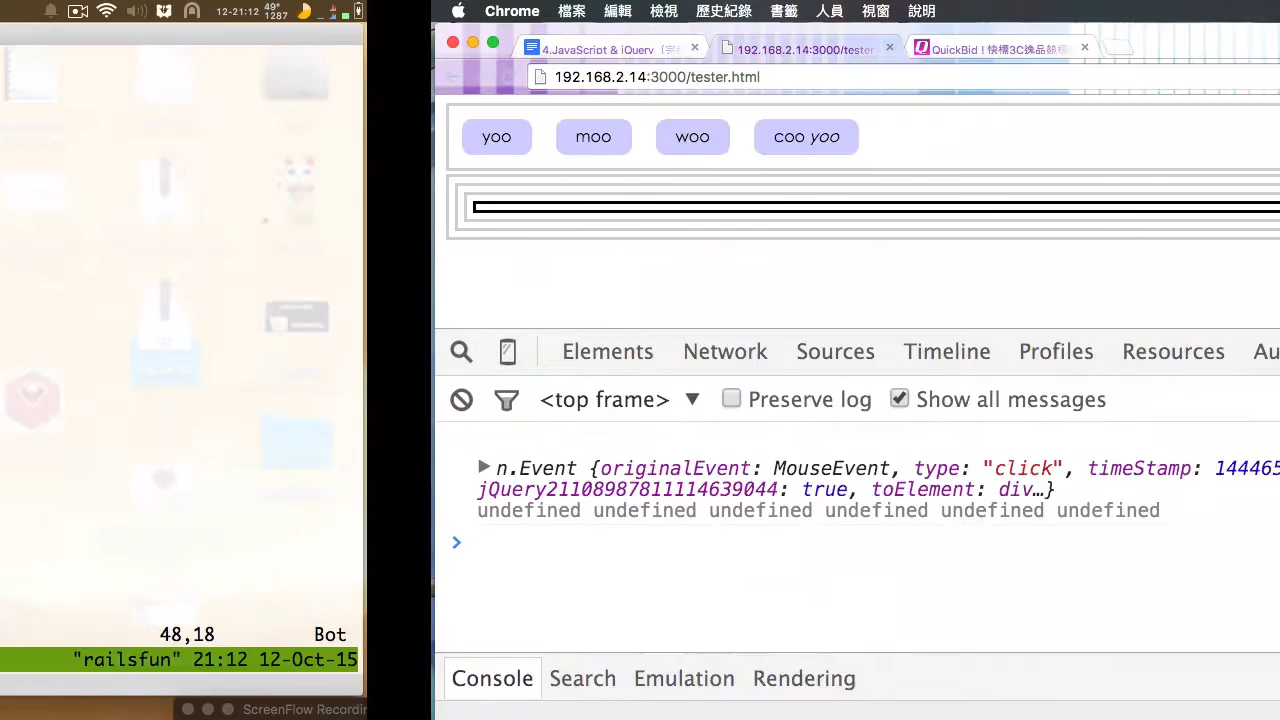 12-21:12 49° 1287
Chrome 檔案 編輯 檢視 歷史紀錄 書籤 人員 視窗 說明
4.JavaScript & jQuery
192.168.2.14:3000/tester
QuickBid ! 快標3C逸品競標
192.168.2.14:3000/tester.html
yoo moo woo coo yoo
Elements Network Sources Timeline Profiles Resources Au
<top frame> ▼ Preserve log Show all messages
n.Event {originalEvent: MouseEvent, type: "click", timeStamp: 144465
jQuery21108987811114639044: true, toElement: div…}
undefined undefined undefined undefined undefined undefined
>
48,18 Bot
"railsfun" 21:12 12-Oct-15
Console Search Emulation Rendering
ScreenFlow Recordin